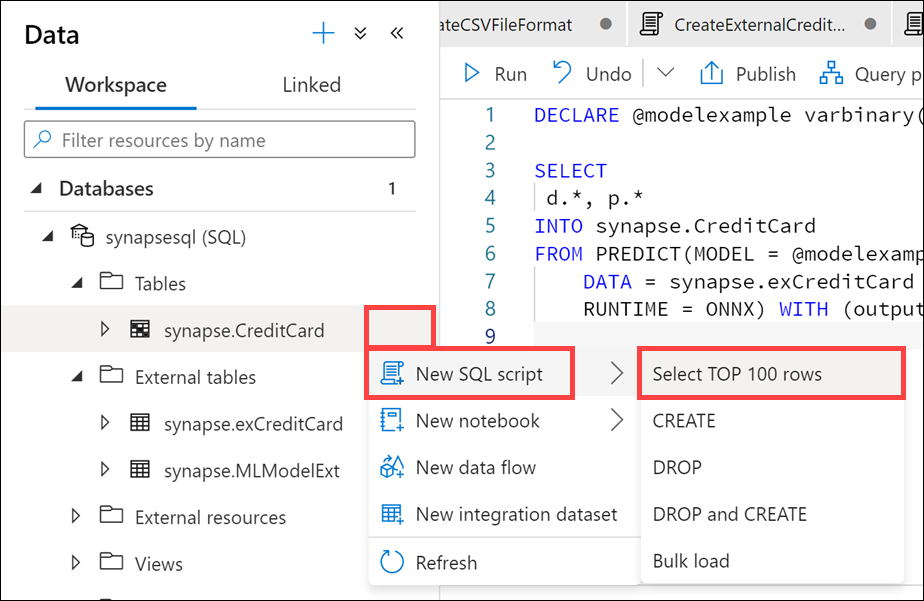 Data
Workspace
Linked
Filter resources by name
Databases
1
synapsesql (SQL)
Tables
synapse.CreditCard
External tables
synapse.exCreditCard
synapse.MLModelExt
External resources
Views
ateCSVFileFormat
CreateExternalCredit...
Run
Undo
Publish
Query p
1 DECLARE @modelexample varbinary(
2
3 SELECT
4 d.*, p.*
5 INTO synapse.CreditCard
6 FROM PREDICT(MODEL = @modelexamp
7 DATA = synapse.exCreditCard
8 RUNTIME = ONNX) WITH (output
9
New SQL script
New notebook
New data flow
New integration dataset
Refresh
Select TOP 100 rows
CREATE
DROP
DROP and CREATE
Bulk load